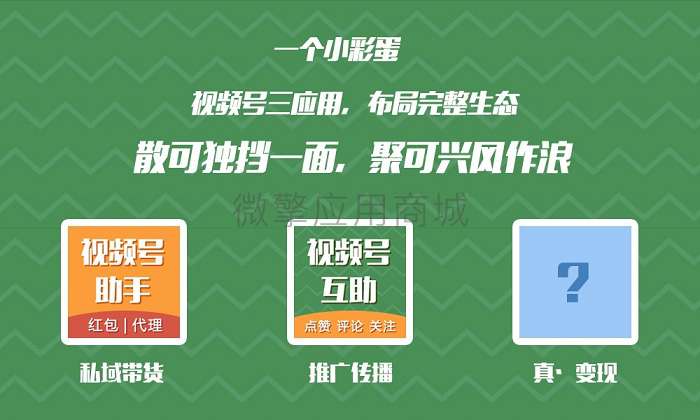 一个小彩蛋
视频号三应用，布局完整生态
散可独挡一面，聚可兴风作浪
微擎应用商城
视频号
助手
红包 | 代理
视频号
互助
点赞 评论 关注
?
私域带货
推广传播
真·变现